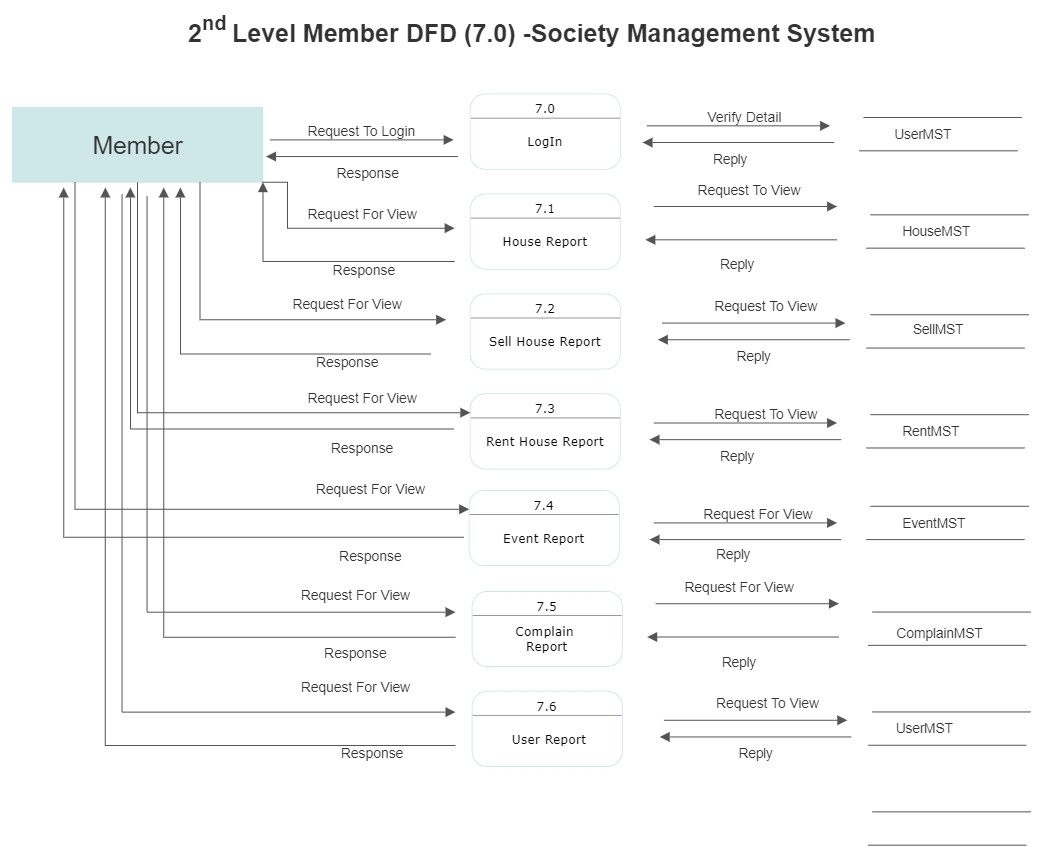 2nd Level Member DFD (7.0) -Society Management System
Member
Request To Login
Response
7.0
LogIn
Verify Detail
Reply
UserMST
Request For View
Response
7.1
House Report
Request To View
Reply
HouseMST
Request For View
Response
7.2
Sell House Report
Request To View
Reply
SellMST
Request For View
Response
7.3
Rent House Report
Request To View
Reply
RentMST
Request For View
Response
7.4
Event Report
Request For View
Reply
EventMST
Request For View
Response
7.5
Complain
Report
Request For View
Reply
ComplainMST
Request For View
Response
7.6
User Report
Request To View
Reply
UserMST